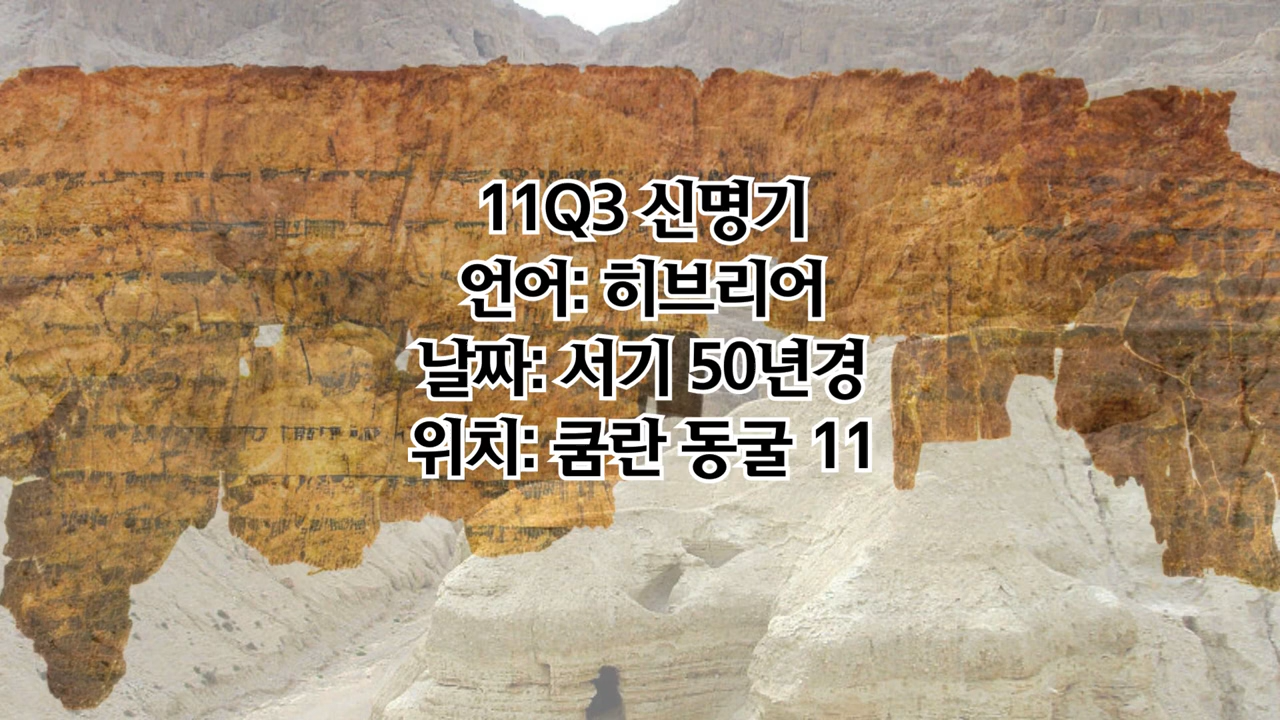 11Q3 신명기
언어: 히브리어
날짜: 서기 50년경
위치: 쿰란 동굴 11